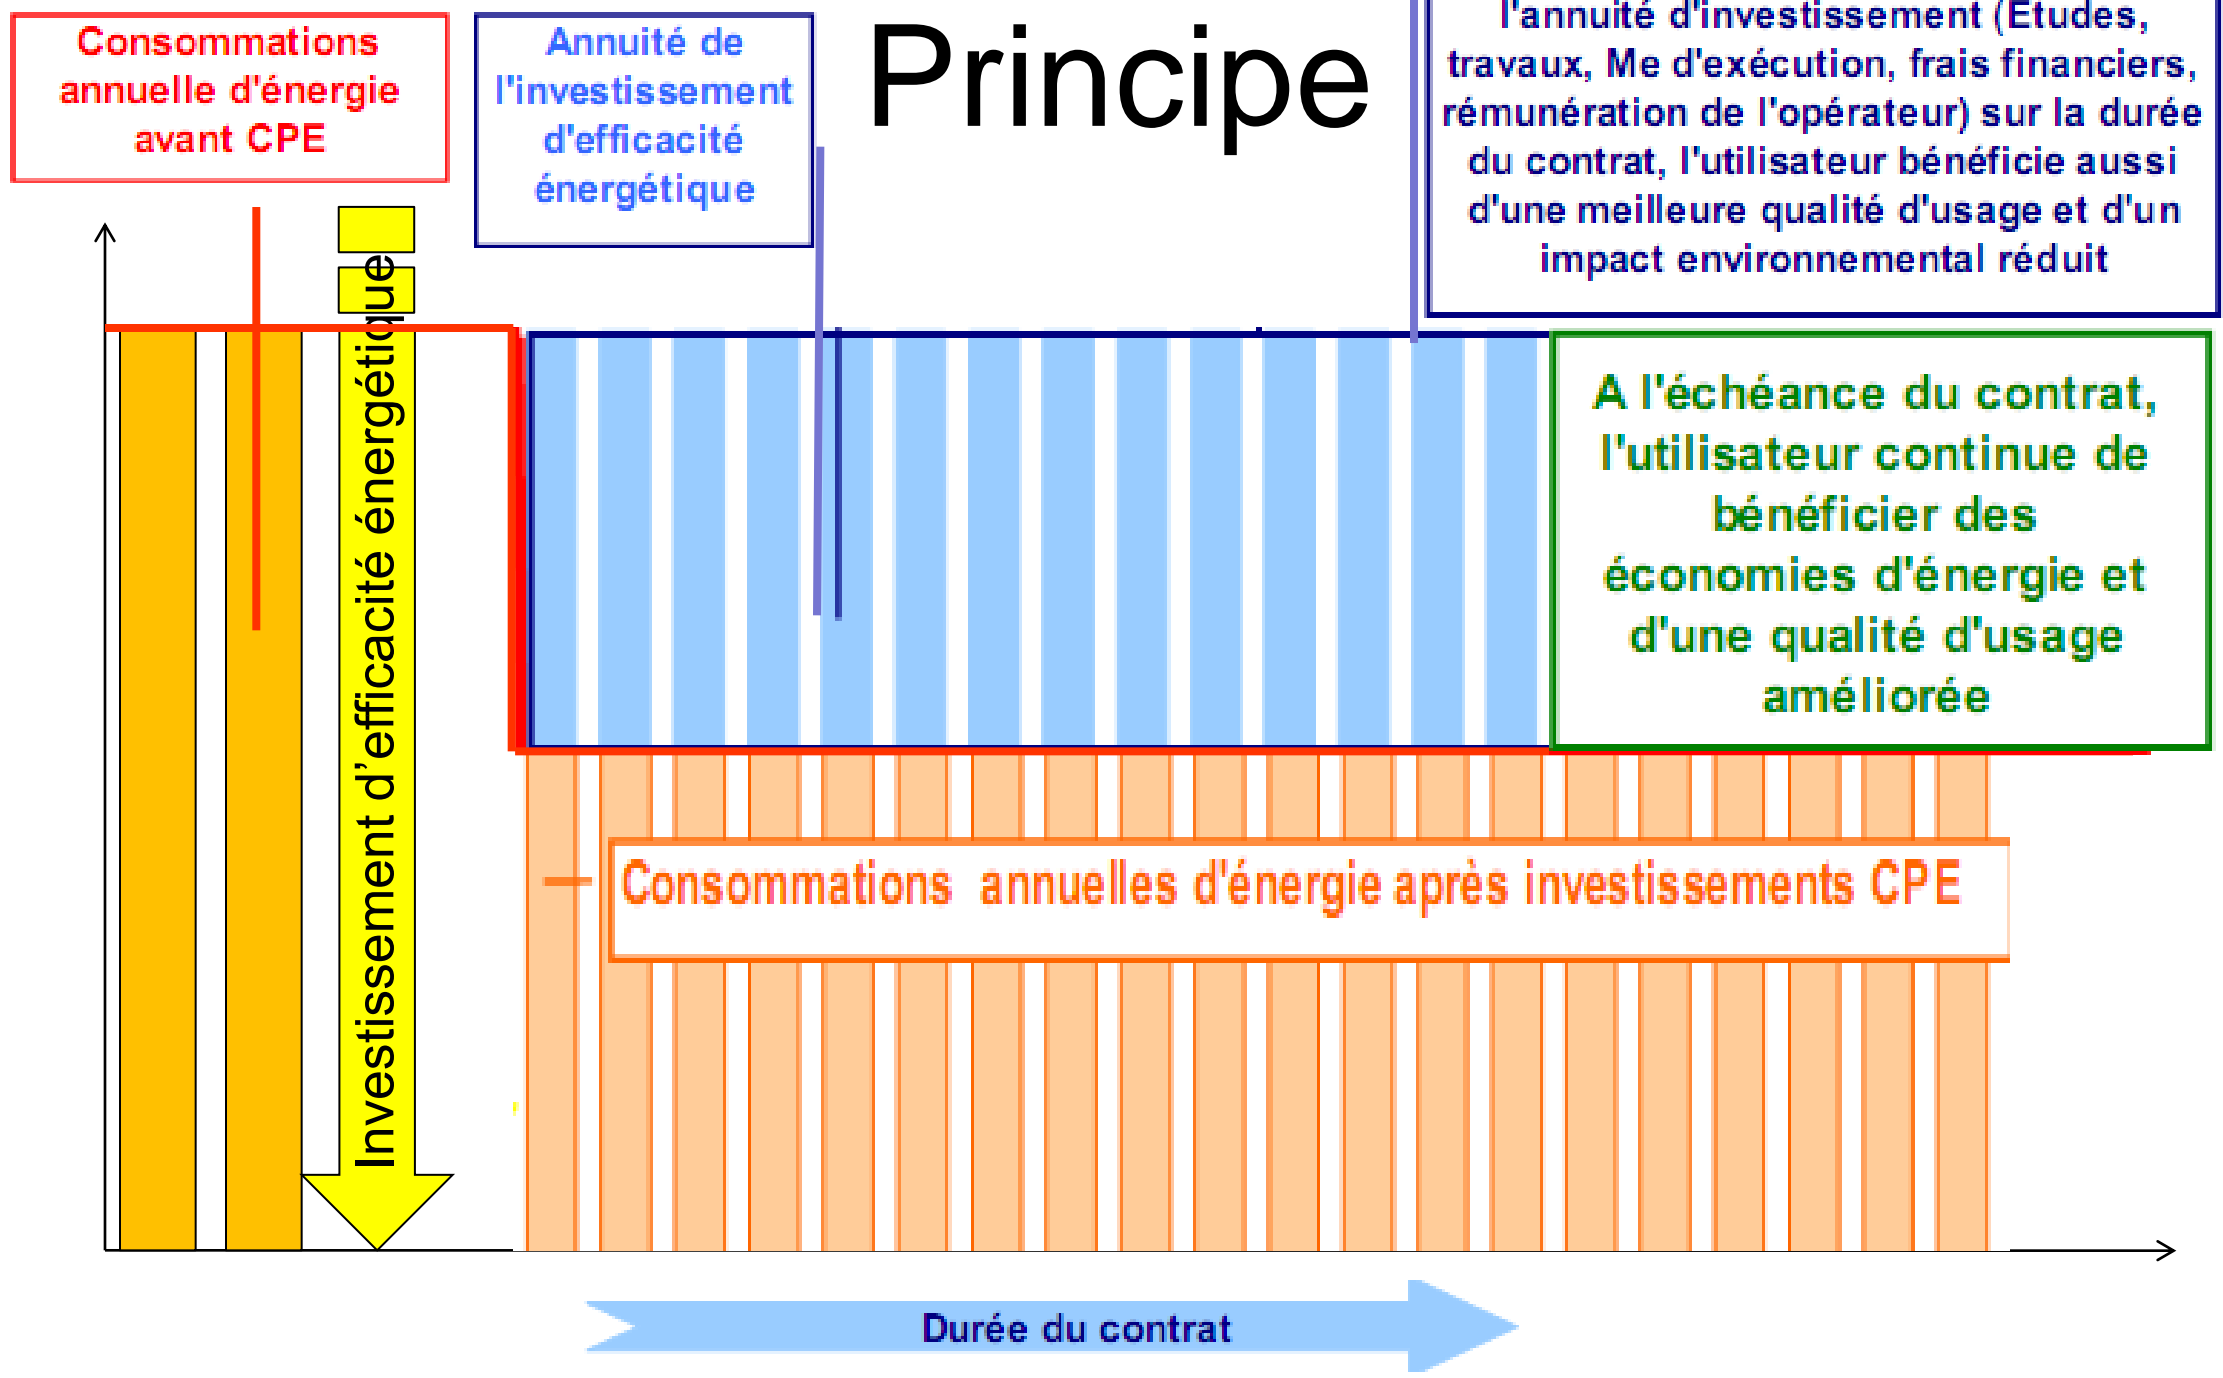 Consommations
annuelle d'énergie
avant CPE
Annuité de
l'investissement
d'efficacité
énergétique
Principe
l'annuité d'investissement (Etudes,
travaux, Me d'exécution, frais financiers,
rémunération de l'opérateur) sur la durée
du contrat, l'utilisateur bénéficie aussi
d'une meilleure qualité d'usage et d'un
impact environnemental réduit
Investissement d'efficacité énergétique
A l'échéance du contrat,
l'utilisateur continue de
bénéficier des
économies d'énergie et
d'une qualité d'usage
améliorée
Consommations annuelles d'énergie après investissements CPE
Durée du contrat